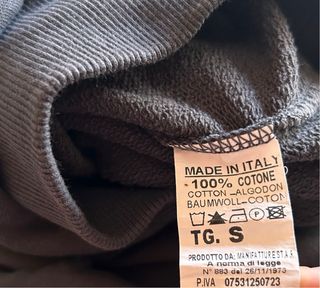 MADE IN ITALY
100% COTONE
COTTON-ALGODON
BAUMWOLL-COTON
TG. S
PRODOTTO DA: MANIFATTURE
A norma di legge
N° 883 del 26/11/1973
P.IVA 07531250723